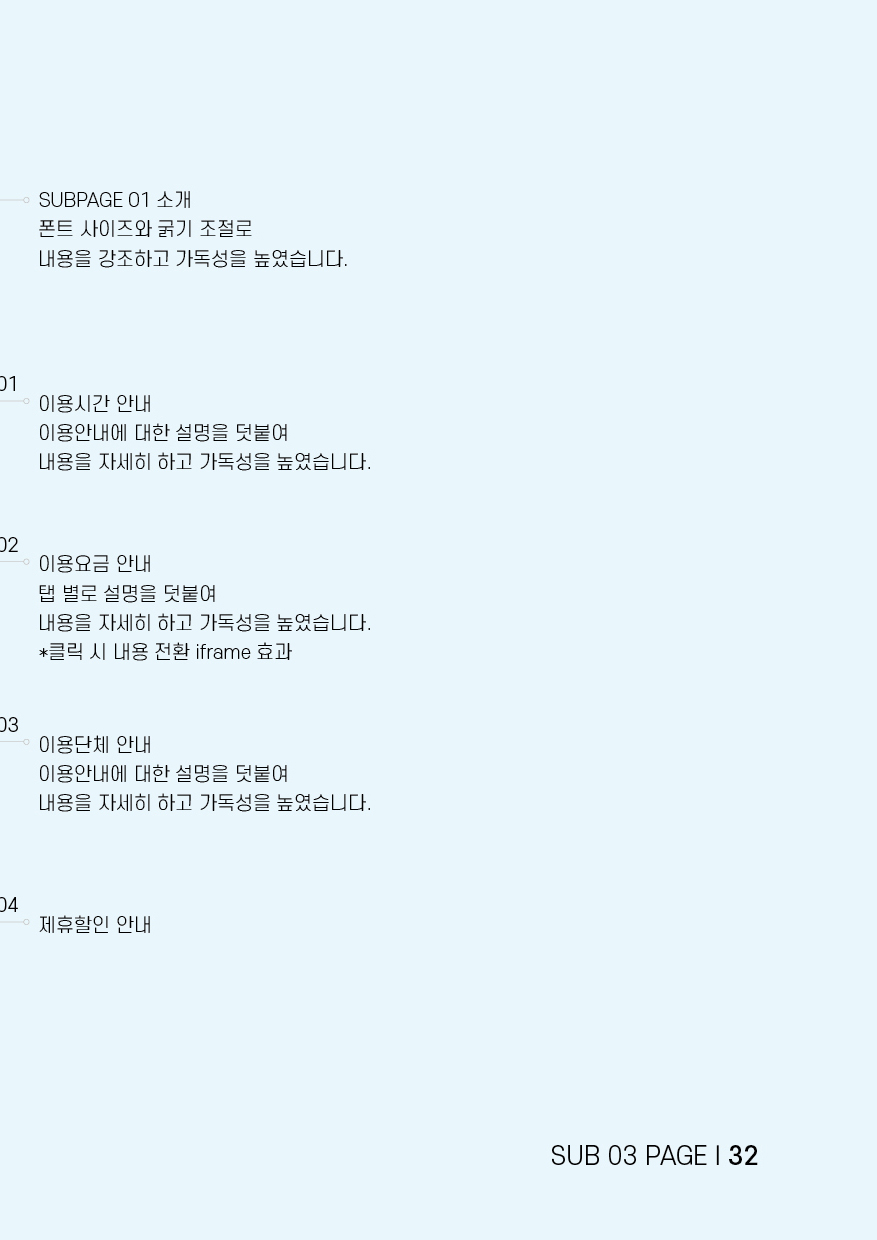 SUBPAGE 01 소개
폰트 사이즈와 굵기 조절로
내용을 강조하고 가독성을 높였습니다.
01
이용시간 안내
이용안내에 대한 설명을 덧붙여
내용을 자세히 하고 가독성을 높였습니다.
02
이용요금 안내
탭 별로 설명을 덧붙여
내용을 자세히 하고 가독성을 높였습니다.
*클릭 시 내용 전환 iframe 효과
03
이용단체 안내
이용안내에 대한 설명을 덧붙여
내용을 자세히 하고 가독성을 높였습니다.
04
제휴할인 안내
SUB 03 PAGE | 32